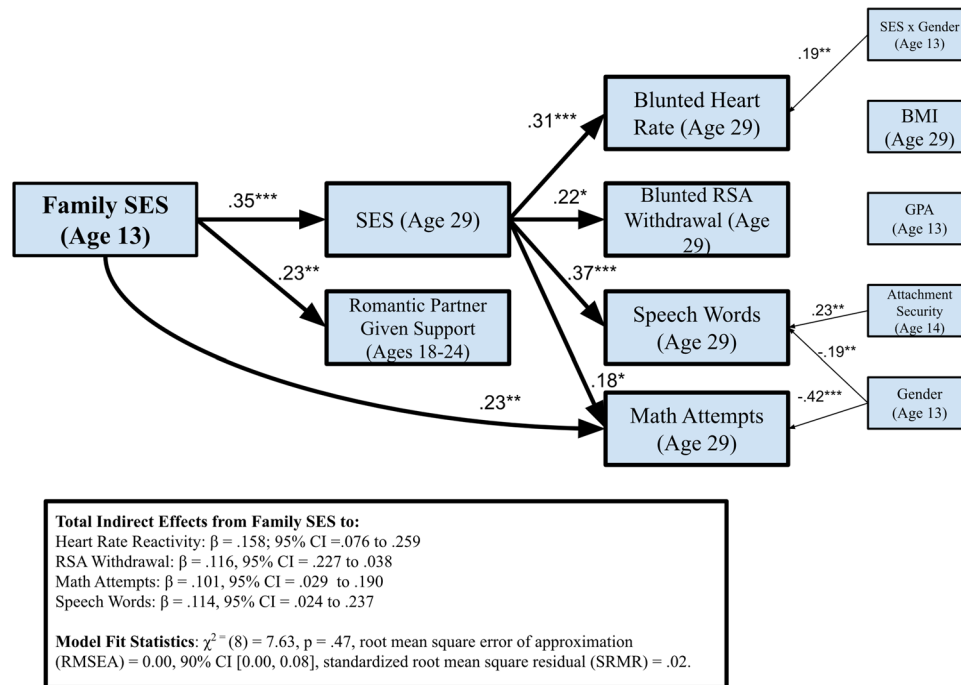 SES x Gender
(Age 13)
.19**
Blunted Heart
Rate (Age 29)
BMI
(Age 29)
.31***
Family SES
(Age 13)
.35***
SES (Age 29)
.22*
Blunted RSA
Withdrawal (Age
29)
GPA
(Age 13)
.23**
.37***
Romantic Partner
Given Support
(Ages 18-24)
Speech Words
(Age 29)
.23**
Attachment
Security
(Age 14)
-.19**
.18*
.23**
Math Attempts
(Age 29)
-.42***
Gender
(Age 13)
Total Indirect Effects from Family SES to:
Heart Rate Reactivity: β = .158; 95% CI =.076 to .259
RSA Withdrawal: β = .116, 95% CI = .227 to .038
Math Attempts: β = .101, 95% CI = .029 to .190
Speech Words: β = .114, 95% CI = .024 to .237
Model Fit Statistics: χ² ⁼ (8) = 7.63, p = .47, root mean square error of approximation
(RMSEA) = 0.00, 90% CI [0.00, 0.08], standardized root mean square residual (SRMR) = .02.